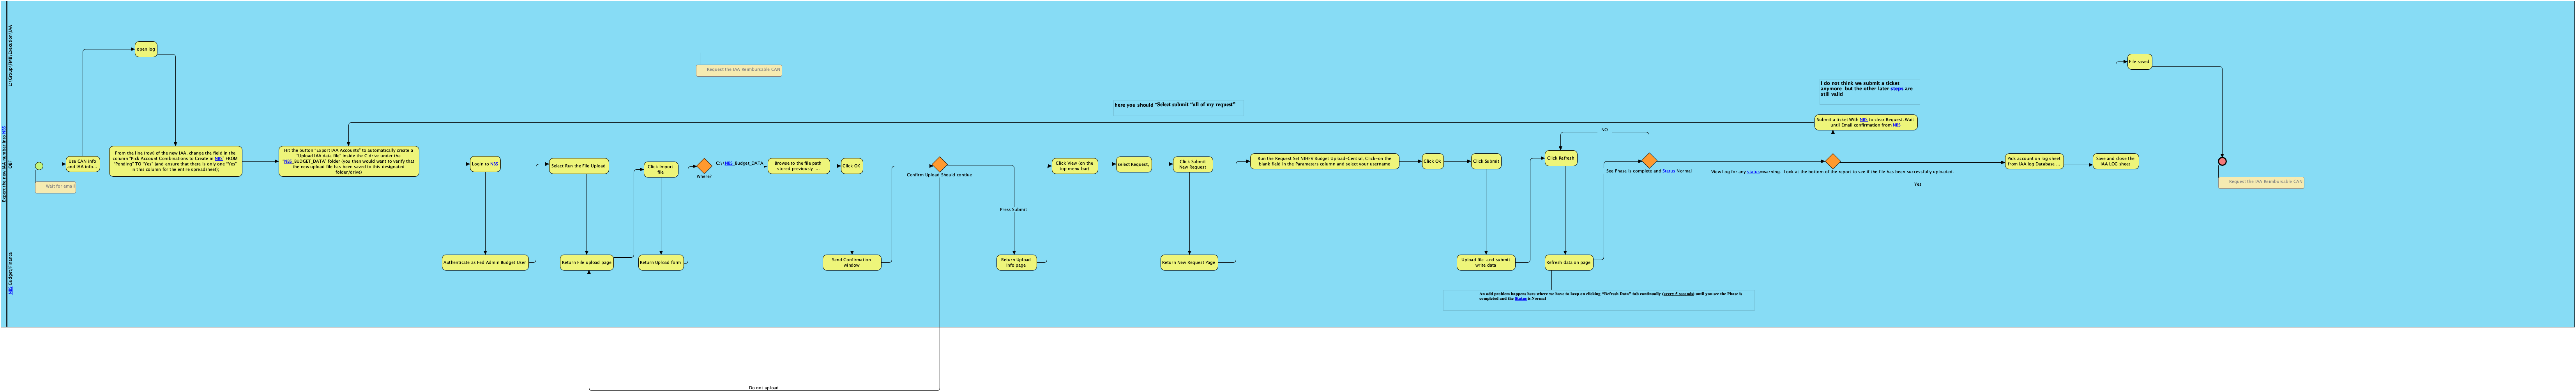 Export the new IAA number into NBS
L:\Group\FMB\Execution\IAA
OBF
NBS Gudget/Finance
open log
Request the IAA Reimbursable CAN
here you should "Select submit "all of my request"
I do not think we submit a ticket
anymore but the other later steps are
still valid
File saved
Use CAN info
and IAA info...
Wait for email
From the line (row) of the new IAA, change the field in the
column "Pick Account Combinations to Create in NBS" FROM
"Pending" TO "Yes" (and ensure that there is only one "Yes"
in this column for the entire spreadsheet);
Hit the button "Export IAA Accounts" to automatically create a
"Upload IAA data file" inside the C drive under the
"NBS_BUDGET_DATA" folder (you then would want to verify that
the new upload file has been saved to this designated
folder/drive)
Login to NBS
Select Run the File Upload
Click Import
file
Where?
C:\\NBS_Budget_DATA
Browse to the file path
stored previously ...
Click OK
Confirm Upload Should contiue
Press Submit
Click View (on the
top menu bar)
select Request,
Click Submit
New Request
Run the Request Set NIHFV Budget Upload-Central, Click-on the
blank field in the Parameters column and select your username
Click Ok
Click Submit
Click Refresh
NO
See Phase is complete and Status Normal
Submit a ticket With NBS to clear Request. Wait
until Email confirmation from NBS
View Log for any status=warning. Look at the bottom of the report to see if the file has been successfully uploaded.
Yes
Pick account on log sheet
from IAA log Database ...
Save and close the
IAA LOG sheet
Request the IAA Reimbursable CAN
Authenticate as Fed Admin Budget User
Return File upload page
Return Upload form
Send Confirmation
window
Return Upload
Info page
Return New Request Page
Upload file and submit
write data
Refresh data on page
An odd problem happens here where we have to keep on clicking "Refresh Data" tab continually (every 5 seconds) until you see the Phase is
completed and the Status is Normal
Do not upload